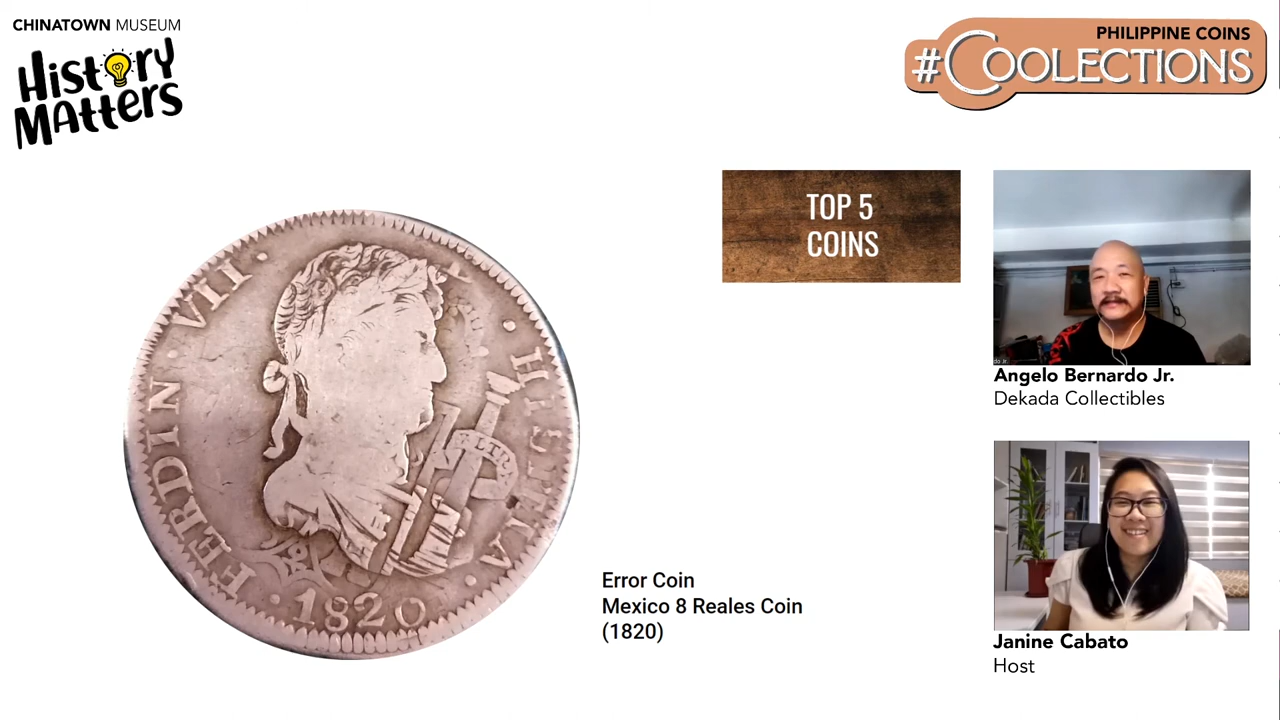 CHINATOWN MUSEUM
HistOry
MAtters
PHILIPPINE COINS
#COOLECTIONS
TOP 5
COINS
FERDIN · VII ·
· 1820 ·
Angelo Bernardo Jr.
Dekada Collectibles
Error Coin
Mexico 8 Reales Coin
(1820)
Janine Cabato
Host